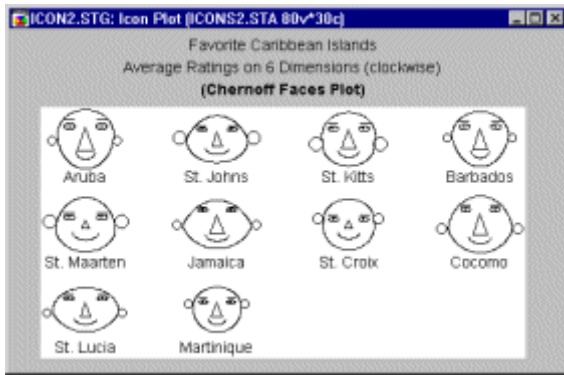 ICON2.STG: Icon Plot (ICONS2.STA 80v*30c)
Favorite Caribbean Islands
Average Ratings on 6 Dimensions (clockwise)
(Chernoff Faces Plot)
Aruba St. Johns St. Kitts Barbados
St. Maarten Jamaica St. Croix Cocomo
St. Lucia Martinique